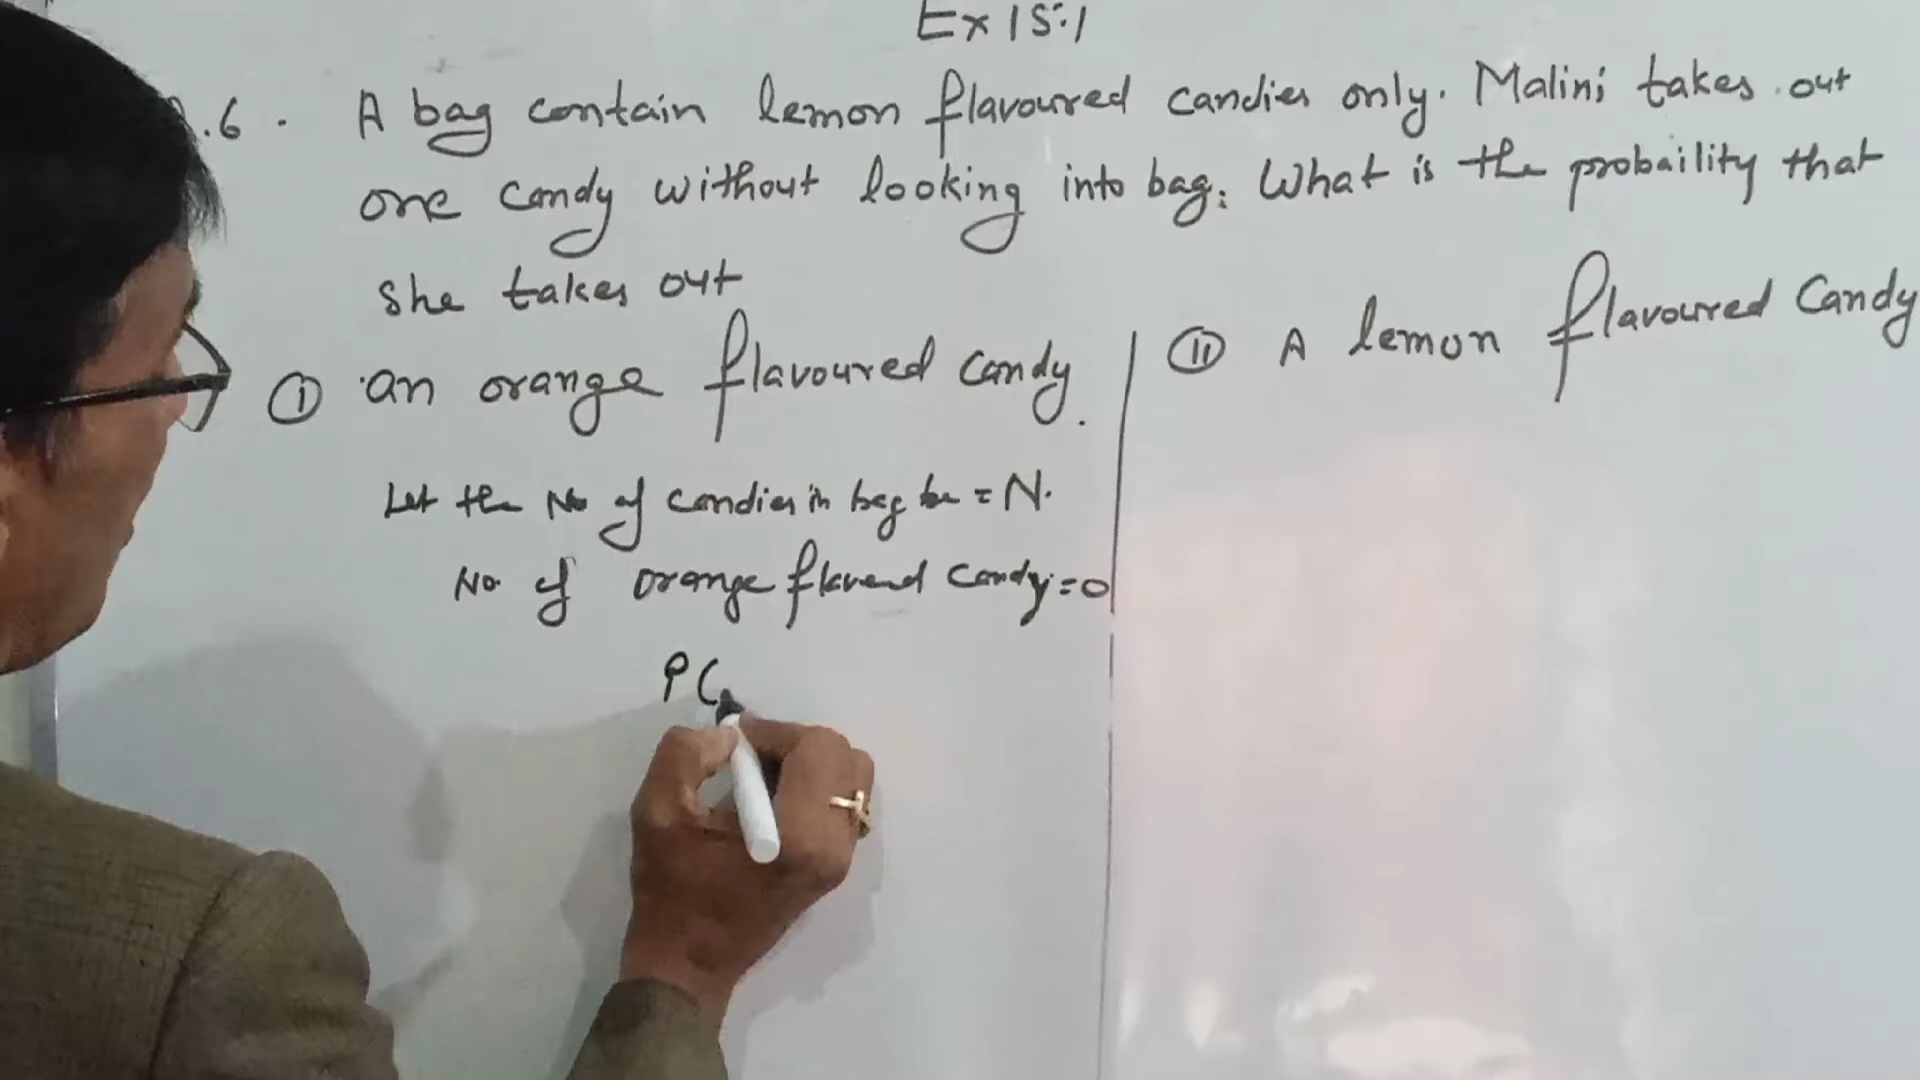 Ex 15:1
.6. A bag contain lemon flavoured candies only. Malini takes out
one candy without looking into bag. What is the probaility that
she takes out
(I) an orange flavoured candy.
(II) A lemon flavoured Candy
Let the No of candies in bag be = N.
No. of orange flavoured Candy = 0
P(